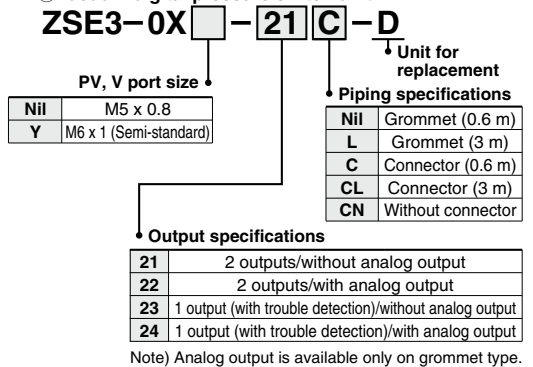 ZSE3-0X - 21 C - D
Unit for
replacement
PV, V port size
Nil M5 x 0.8
Y M6 x 1 (Semi-standard)
Piping specifications
Nil Grommet (0.6 m)
L Grommet (3 m)
C Connector (0.6 m)
CL Connector (3 m)
CN Without connector
Output specifications
21 2 outputs/without analog output
22 2 outputs/with analog output
23 1 output (with trouble detection)/without analog output
24 1 output (with trouble detection)/with analog output
Note) Analog output is available only on grommet type.